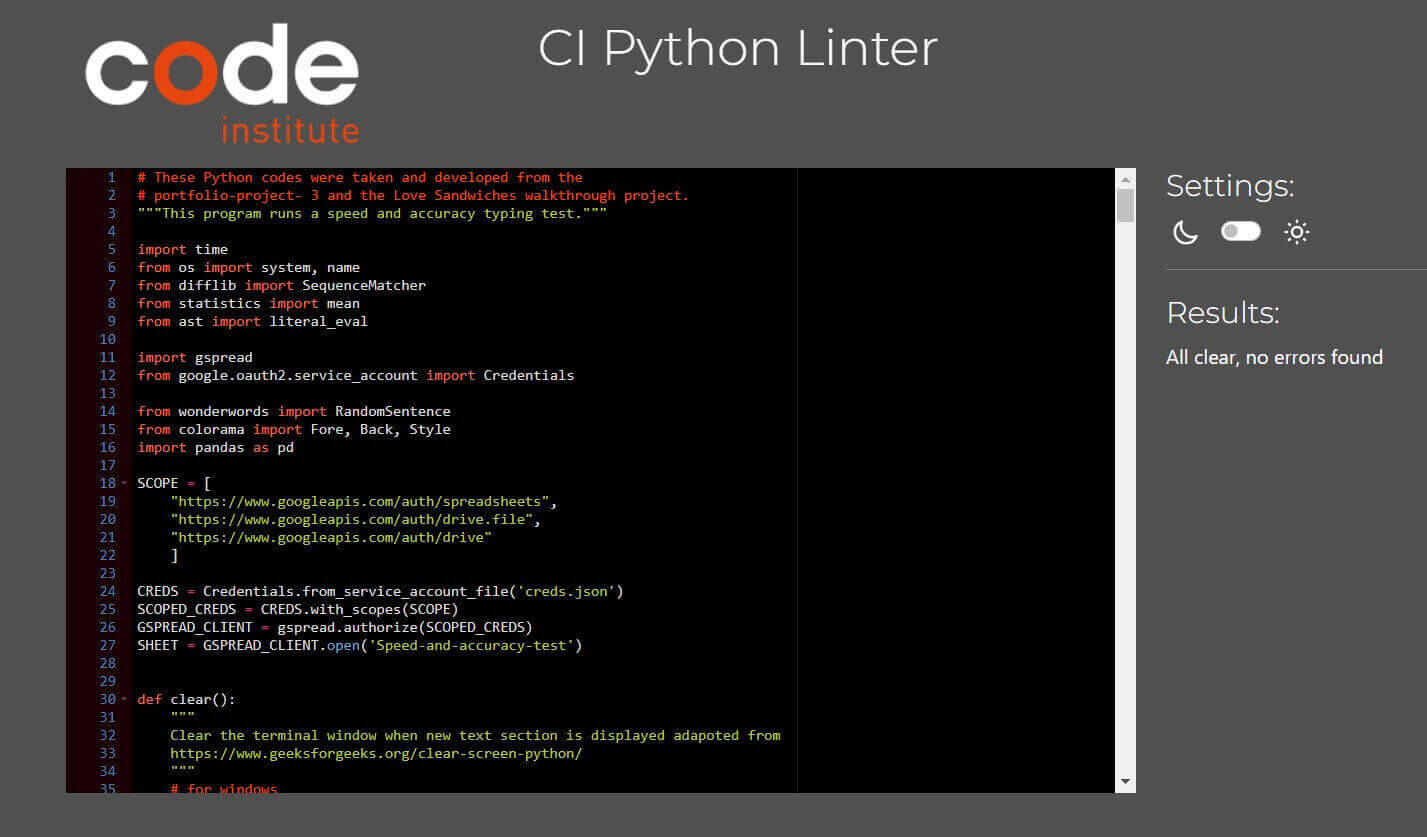 code
institute
CI Python Linter
1 # These Python codes were taken and developed from the
2 # portfolio-project- 3 and the Love Sandwiches walkthrough project.
3 """This program runs a speed and accuracy typing test."""
4
5 import time
6 from os import system, name
7 from difflib import SequenceMatcher
8 from statistics import mean
9 from ast import literal_eval
10
11 import gspread
12 from google.oauth2.service_account import Credentials
13
14 from wonderwords import RandomSentence
15 from colorama import Fore, Back, Style
16 import pandas as pd
17
18 SCOPE = [
19     "https://www.googleapis.com/auth/spreadsheets",
20     "https://www.googleapis.com/auth/drive.file",
21     "https://www.googleapis.com/auth/drive"
22     ]
23
24 CREDS = Credentials.from_service_account_file('creds.json')
25 SCOPED_CREDS = CREDS.with_scopes(SCOPE)
26 GSPREAD_CLIENT = gspread.authorize(SCOPED_CREDS)
27 SHEET = GSPREAD_CLIENT.open('Speed-and-accuracy-test')
28
29
30 def clear():
31     """
32     Clear the terminal window when new text section is displayed adapoted from
33     https://www.geeksforgeeks.org/clear-screen-python/
34     """
35     # for windows
Settings:
Results:
All clear, no errors found